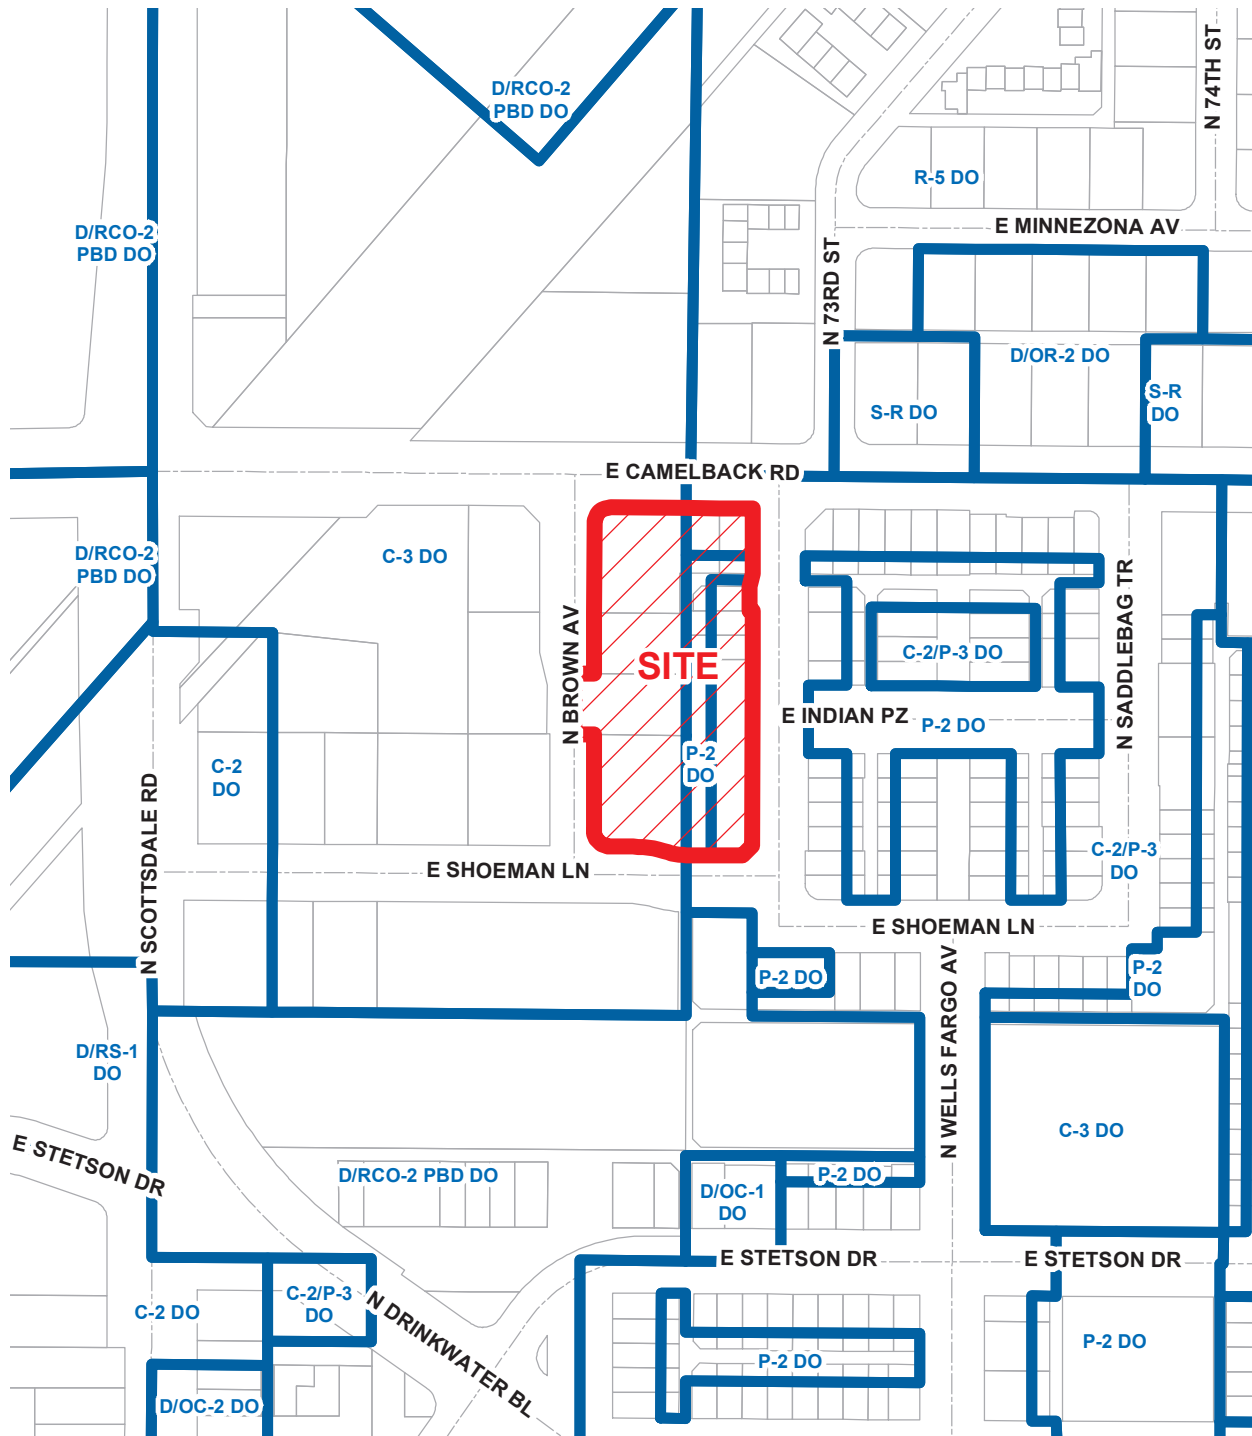 D/RCO-2
PBD DO
N 74TH ST
R-5 DO
E MINNEZONA AV
D/RCO-2
PBD DO
N 73RD ST
D/OR-2 DO
S-R DO
S-R
DO
E CAMELBACK RD
C-3 DO
D/RCO-2
PBD DO
N BROWN AV
SITE
C-2/P-3 DO
N SADDLEBAG TR
E INDIAN PZ
P-2 DO
P-2
DO
C-2
DO
N SCOTTSDALE RD
C-2/P-3
DO
E SHOEMAN LN
E SHOEMAN LN
P-2 DO
P-2
DO
N WELLS FARGO AV
D/RS-1
DO
C-3 DO
E STETSON DR
D/RCO-2 PBD DO
P-2 DO
D/OC-1
DO
E STETSON DR
E STETSON DR
C-2 DO
C-2/P-3
DO
N DRINKWATER BL
P-2 DO
P-2 DO
D/OC-2 DO